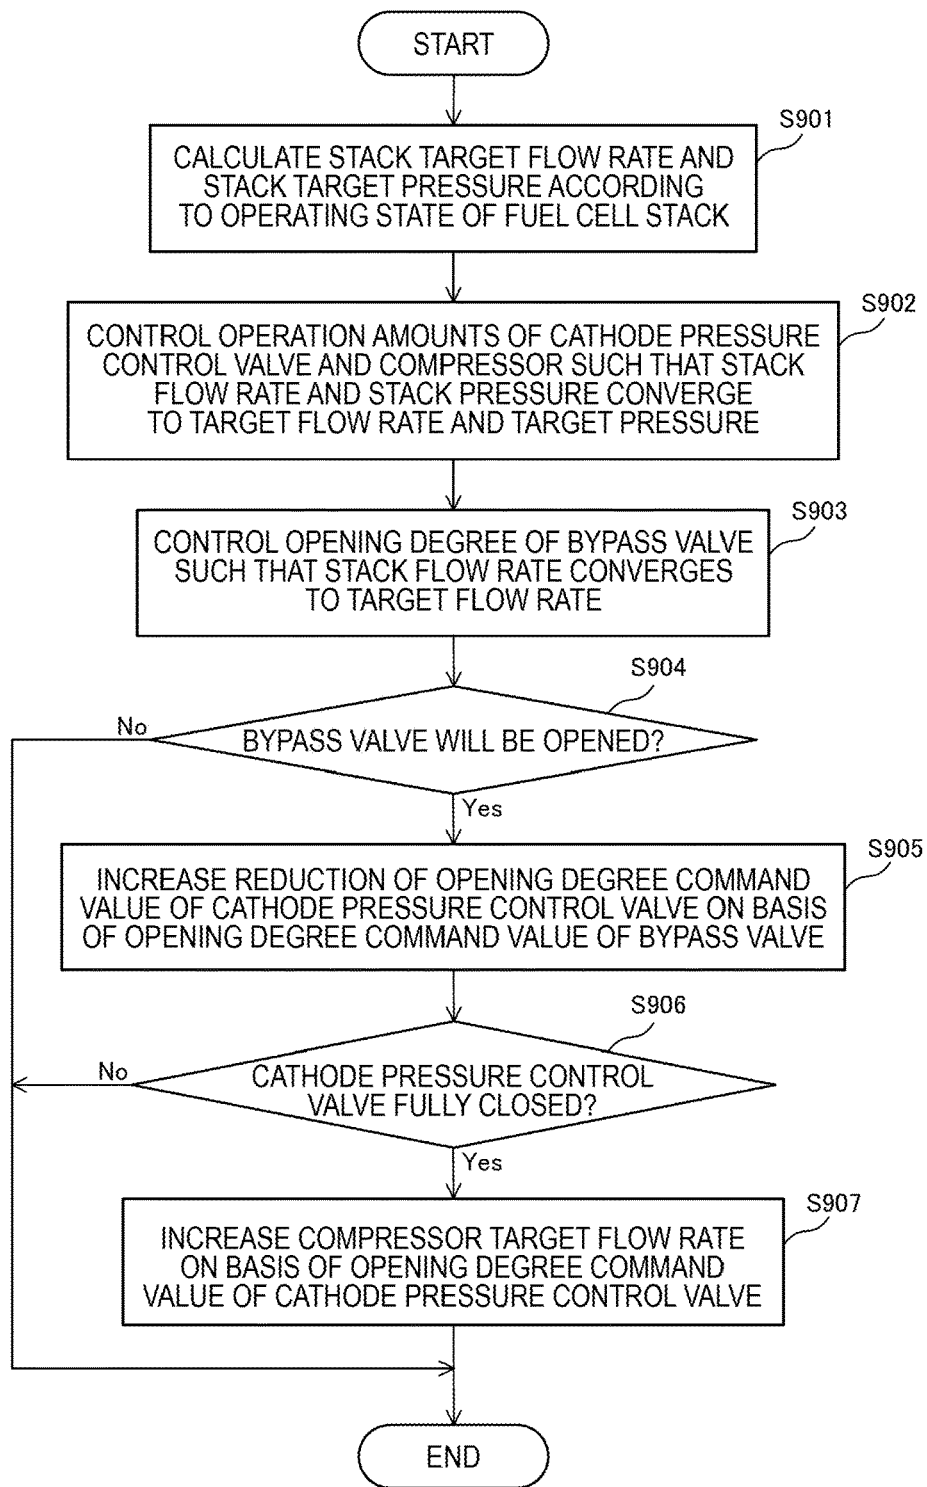 START
S901
CALCULATE STACK TARGET FLOW RATE AND
STACK TARGET PRESSURE ACCORDING
TO OPERATING STATE OF FUEL CELL STACK
S902
CONTROL OPERATION AMOUNTS OF CATHODE PRESSURE
CONTROL VALVE AND COMPRESSOR SUCH THAT STACK
FLOW RATE AND STACK PRESSURE CONVERGE
TO TARGET FLOW RATE AND TARGET PRESSURE
S903
CONTROL OPENING DEGREE OF BYPASS VALVE
SUCH THAT STACK FLOW RATE CONVERGES
TO TARGET FLOW RATE
S904
No
BYPASS VALVE WILL BE OPENED?
Yes
S905
INCREASE REDUCTION OF OPENING DEGREE COMMAND
VALUE OF CATHODE PRESSURE CONTROL VALVE ON BASIS
OF OPENING DEGREE COMMAND VALUE OF BYPASS VALVE
S906
No
CATHODE PRESSURE CONTROL
VALVE FULLY CLOSED?
Yes
S907
INCREASE COMPRESSOR TARGET FLOW RATE
ON BASIS OF OPENING DEGREE COMMAND
VALUE OF CATHODE PRESSURE CONTROL VALVE
END